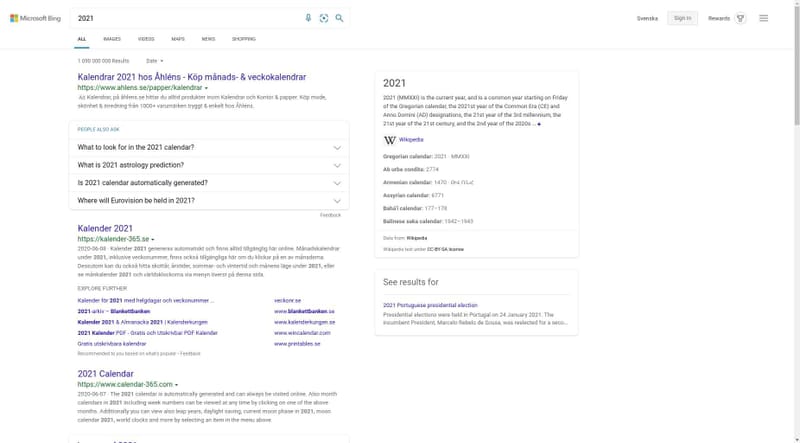 Microsoft Bing
2021
Svenska
Sign in
Rewards
ALL
IMAGES
VIDEOS
MAPS
NEWS
SHOPPING
1 090 000 000 Results
Date
Kalendrar 2021 hos Åhléns - Köp månads- & veckokalendrar
https://www.ahlens.se/papper/kalendrar
Ad Kalendrar, på åhlens.se hittar du alltid produkter inom Kalendrar och Kontor & papper. Köp mode,
skönhet & inredning från 1000+ varumärken tryggt & enkelt hos Åhléns.
PEOPLE ALSO ASK
What to look for in the 2021 calendar?
What is 2021 astrology prediction?
Is 2021 calendar automatically generated?
Where will Eurovision be held in 2021?
Feedback
Kalender 2021
https://kalender-365.se
2020-06-08 · Kalender 2021 genereras automatiskt och finns alltid tillgänglig här online. Månadskalendrar
under 2021, inklusive veckonummer, finns också tillgängliga här om du klickar på en av månaderna.
Dessutom kan du också hitta skottår, årstider, sommar- och vintertid och månens läge under 2021, eller
se månkalender 2021 och världsklockorna via menyn överst på denna sida.
EXPLORE FURTHER
Kalender för 2021 med helgdagar och veckonummer ...
veckonr.se
2021-arkiv – Blankettbanken
www.blankettbanken.se
Kalender 2021 & Almanacka 2021 | Kalenderkungen
www.kalenderkungen.se
2021 Kalender PDF - Gratis och Utskrivbar PDF Kalender
www.wincalendar.com
Gratis utskrivbara kalendrar
www.printables.se
Recommended to you based on what's popular · Feedback
2021 Calendar
https://www.calendar-365.com
2020-06-07 · The 2021 calendar is automatically generated and can always be visited online. Also month
calendars in 2021 including week numbers can be viewed at any time by clicking on one of the above
months. Additionally you can view also leap years, daylight saving, current moon phase in 2021, moon
calendar 2021, world clocks and more by selecting an item in the menu above.
2021
2021 (MMXXI) is the current year, and is a common year starting on Friday
of the Gregorian calendar, the 2021st year of the Common Era (CE) and
Anno Domini (AD) designations, the 21st year of the 3rd millennium, the
21st year of the 21st century, and the 2nd year of the 2020s ...
W Wikipedia
Gregorian calendar: 2021 · MMXXI
Ab urbe condita: 2774
Armenian calendar: 1470 ·
Assyrian calendar: 6771
Bahá'í calendar: 177–178
Balinese saka calendar: 1942–1943
Data from: Wikipedia
Wikipedia text under CC-BY-SA license
See results for
2021 Portuguese presidential election
Presidential elections were held in Portugal on 24 January 2021. The
incumbent President, Marcelo Rebelo de Sousa, was reelected for a seco...